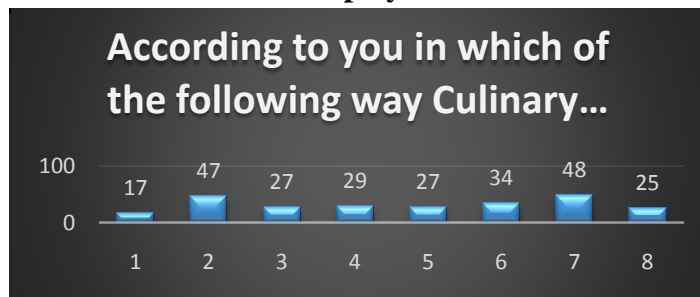 According to you in which of
the following way Culinary...
100
17 47 27 29 27 34 48 25
0
1 2 3 4 5 6 7 8